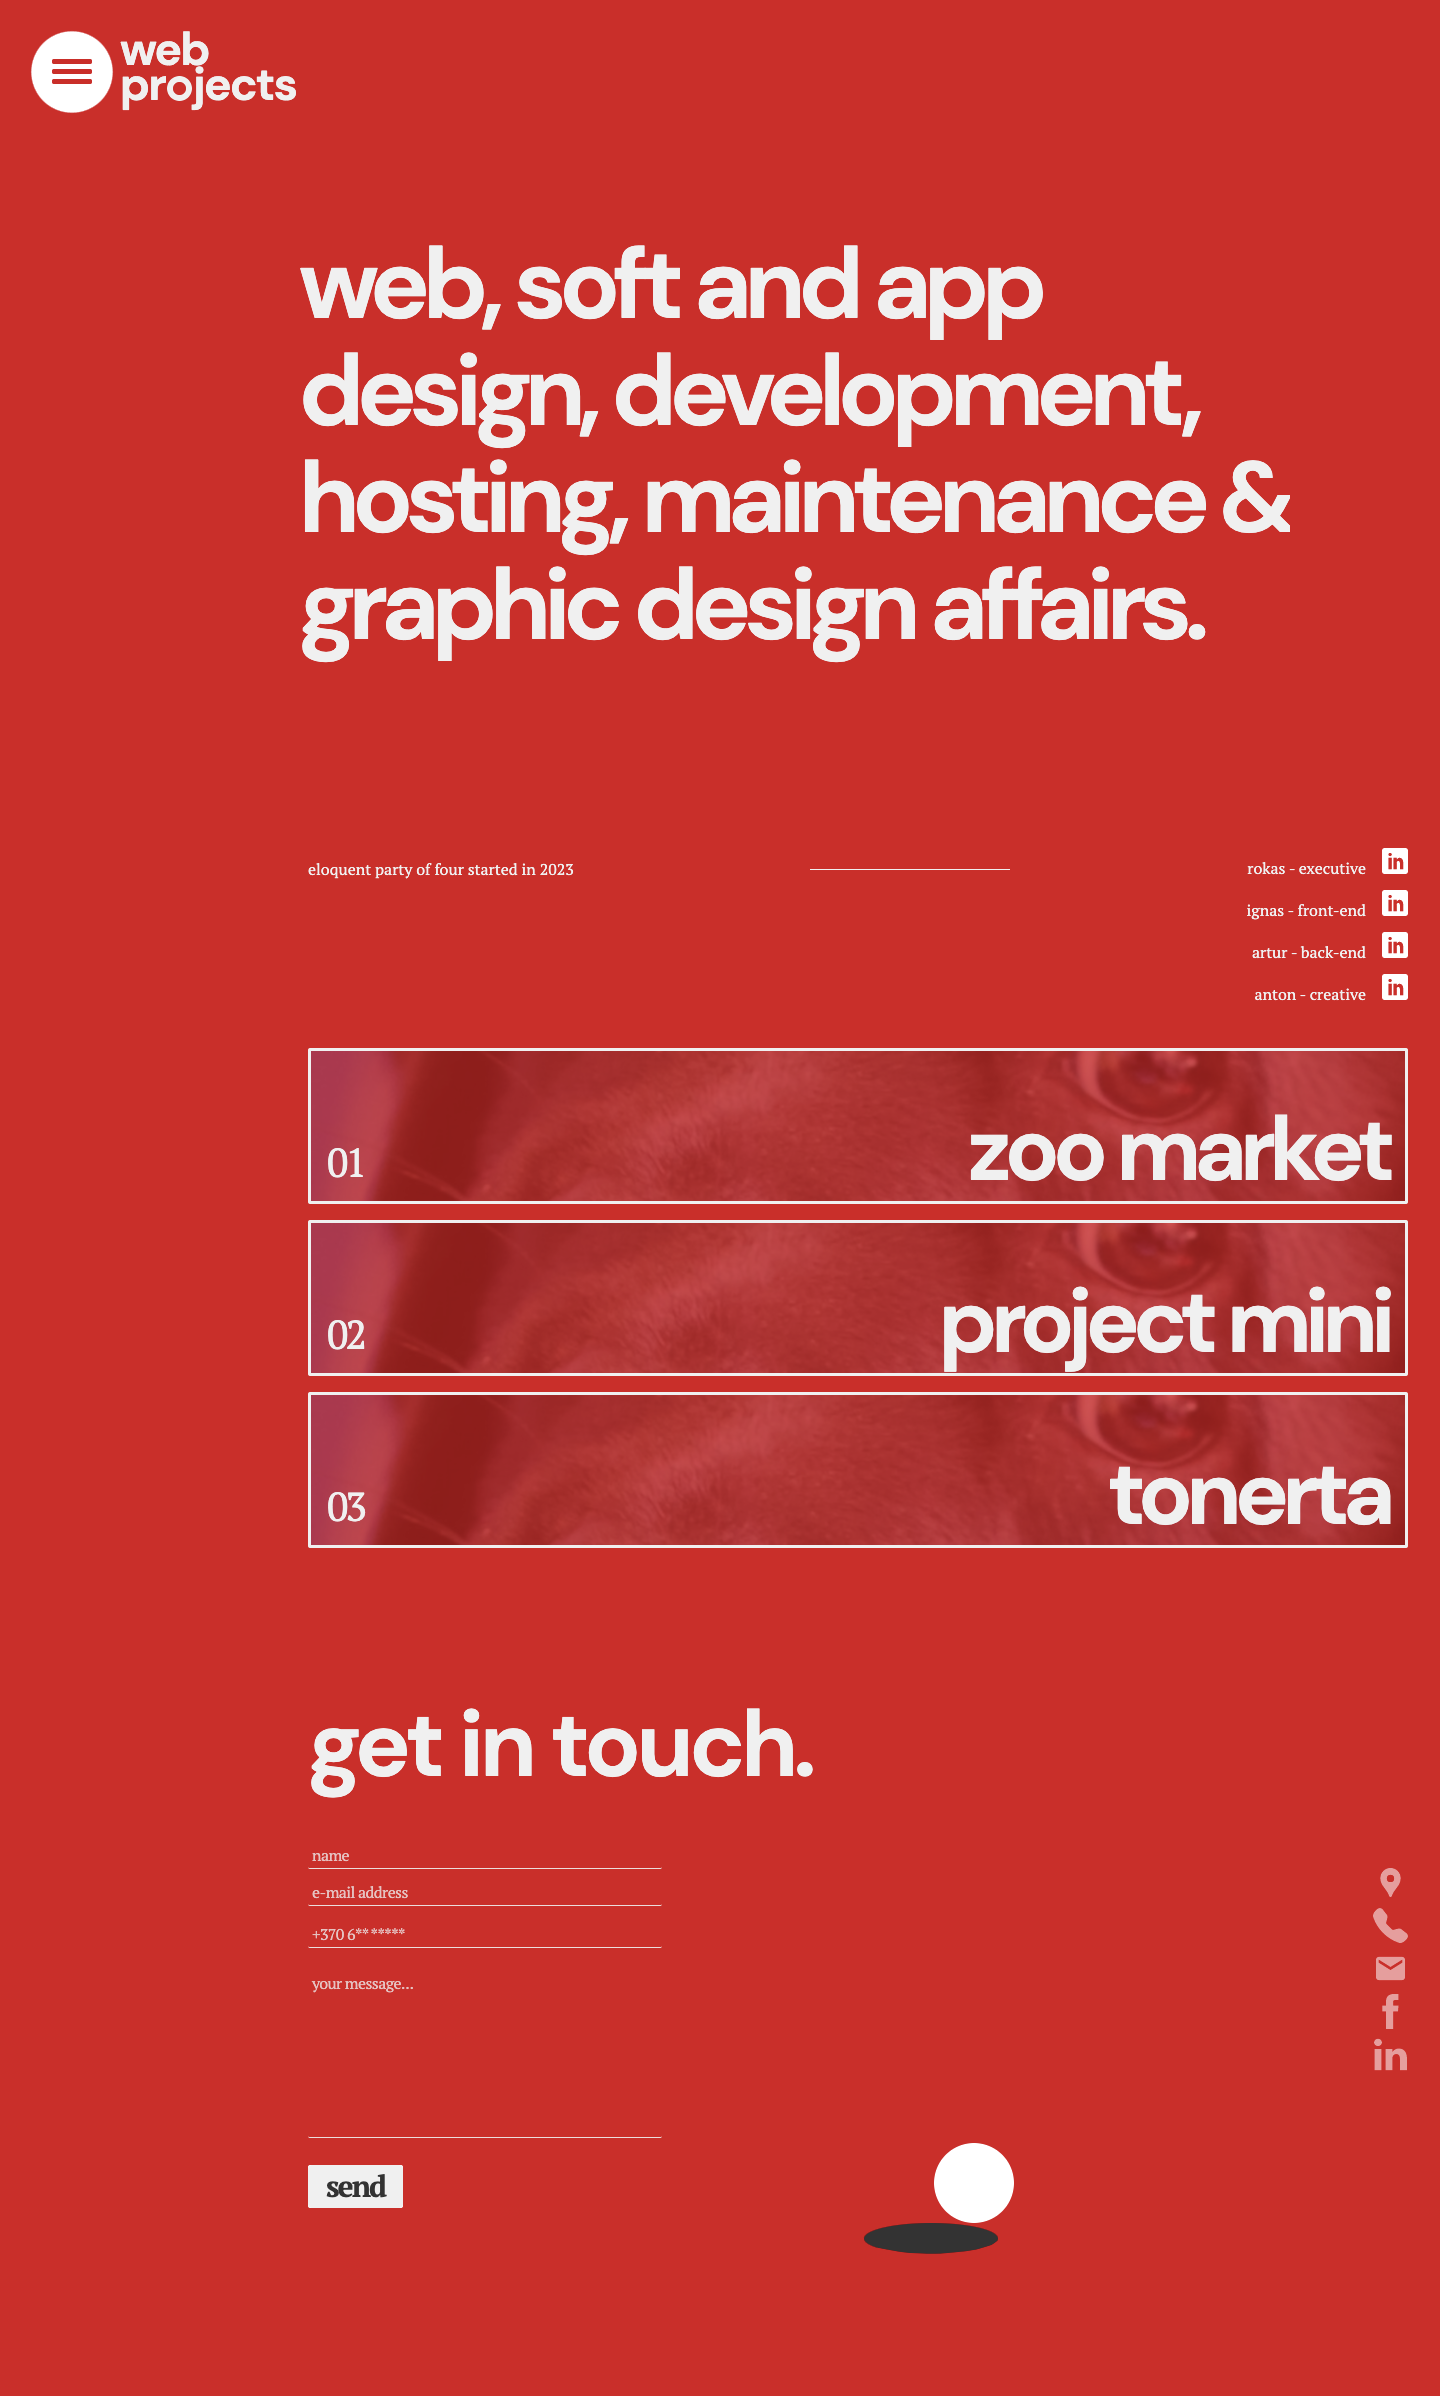 web
projects
web, soft and app
design, development,
hosting, maintenance &
graphic design affairs.
eloquent party of four started in 2023
rokas - executive in
ignas - front-end in
artur - back-end in
anton - creative in
01 zoo market
02 project mini
03 tonerta
get in touch.
name
e-mail address
+370 6** *****
your message...
f
in
send